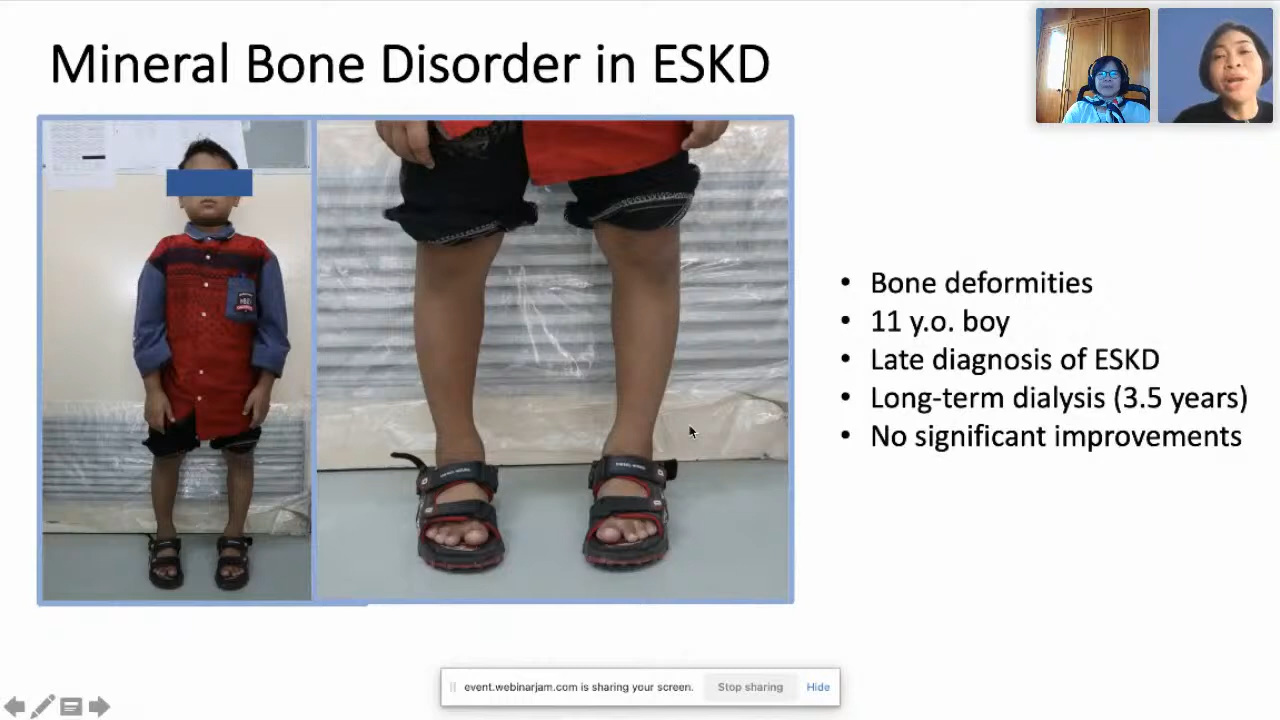 Mineral Bone Disorder in ESKD
• Bone deformities
• 11 y.o. boy
• Late diagnosis of ESKD
• Long-term dialysis (3.5 years)
• No significant improvements
event.webinarjam.com is sharing your screen.
Stop sharing
Hide